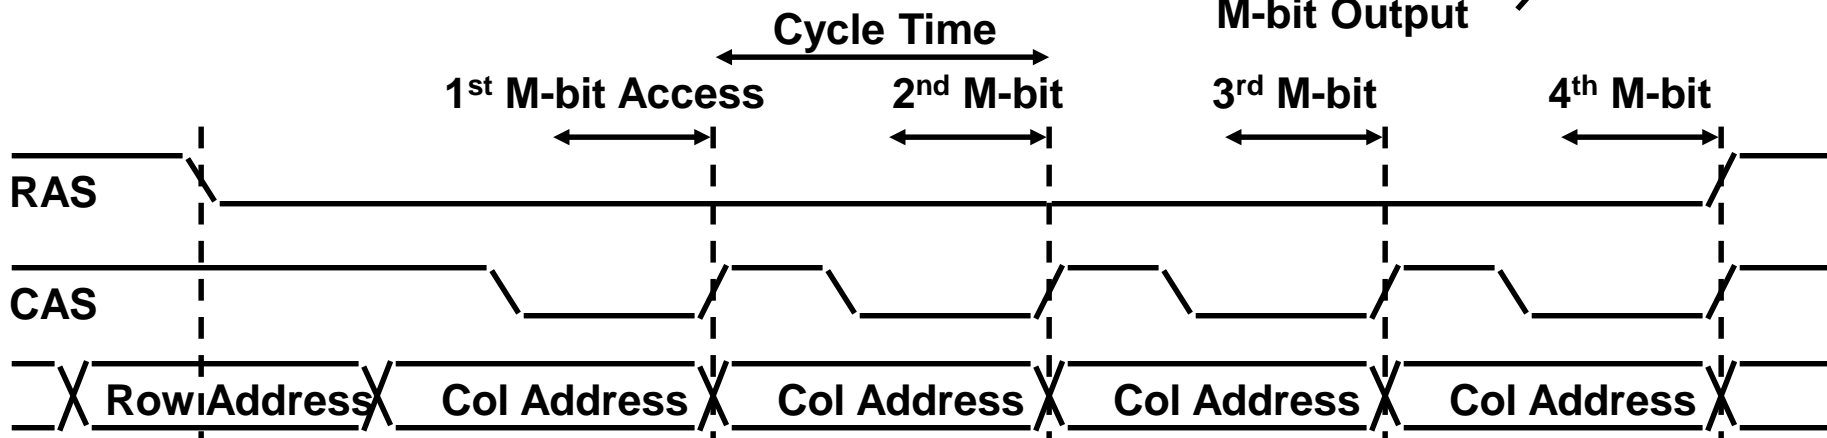 M-bit Output
Cycle Time
1st M-bit Access 2nd M-bit 3rd M-bit 4th M-bit
RAS
CAS
Row Address Col Address Col Address Col Address Col Address